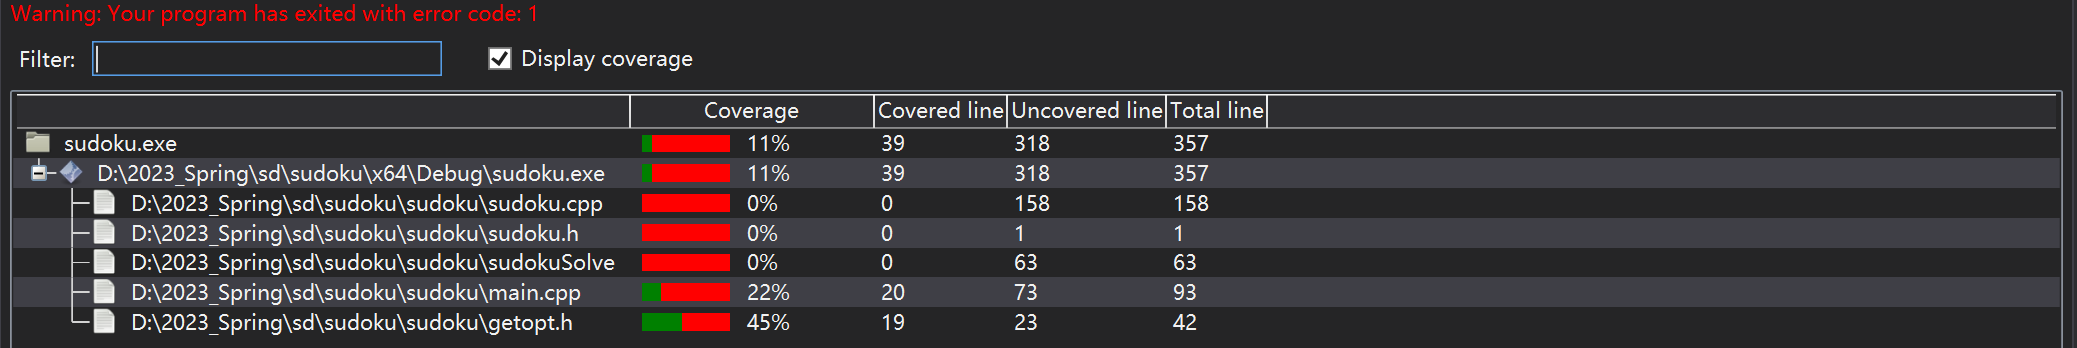 Warning: Your program has exited with error code: 1
Filter: Display coverage
Coverage Covered line Uncovered line Total line
sudoku.exe 11% 39 318 357
D:\2023_Spring\sd\sudoku\x64\Debug\sudoku.exe 11% 39 318 357
D:\2023_Spring\sd\sudoku\sudoku\sudoku.cpp 0% 0 158 158
D:\2023_Spring\sd\sudoku\sudoku\sudoku.h 0% 0 1 1
D:\2023_Spring\sd\sudoku\sudoku\sudokuSolve 0% 0 63 63
D:\2023_Spring\sd\sudoku\sudoku\main.cpp 22% 20 73 93
D:\2023_Spring\sd\sudoku\sudoku\getopt.h 45% 19 23 42